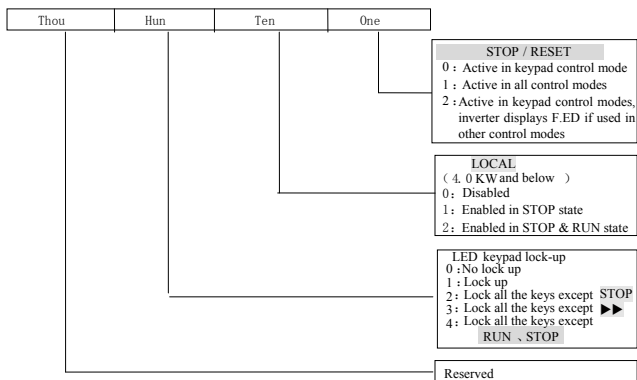 Thou Hun Ten One
STOP / RESET
0：Active in keypad control mode
1：Active in all control modes
2：Active in keypad control modes,
inverter displays F.ED if used in
other control modes
LOCAL
（4.0 KW and below ）
0：Disabled
1：Enabled in STOP state
2：Enabled in STOP & RUN state
LED keypad lock-up
0：No lock up
1：Lock up
2：Lock all the keys except STOP
3：Lock all the keys except ▶▶
4：Lock all the keys except
RUN 、STOP
Reserved